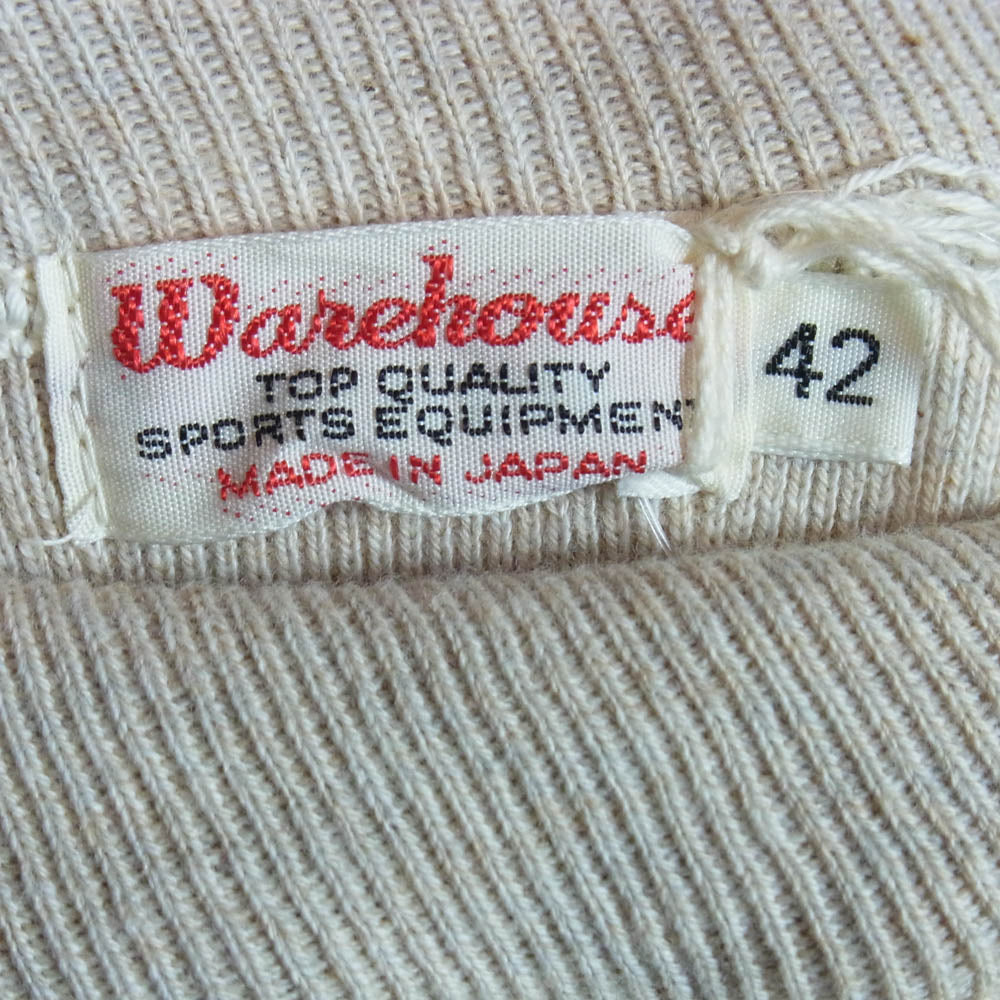 Warehouse
TOP QUALITY
SPORTS EQUIPMENT
MADE IN JAPAN
42